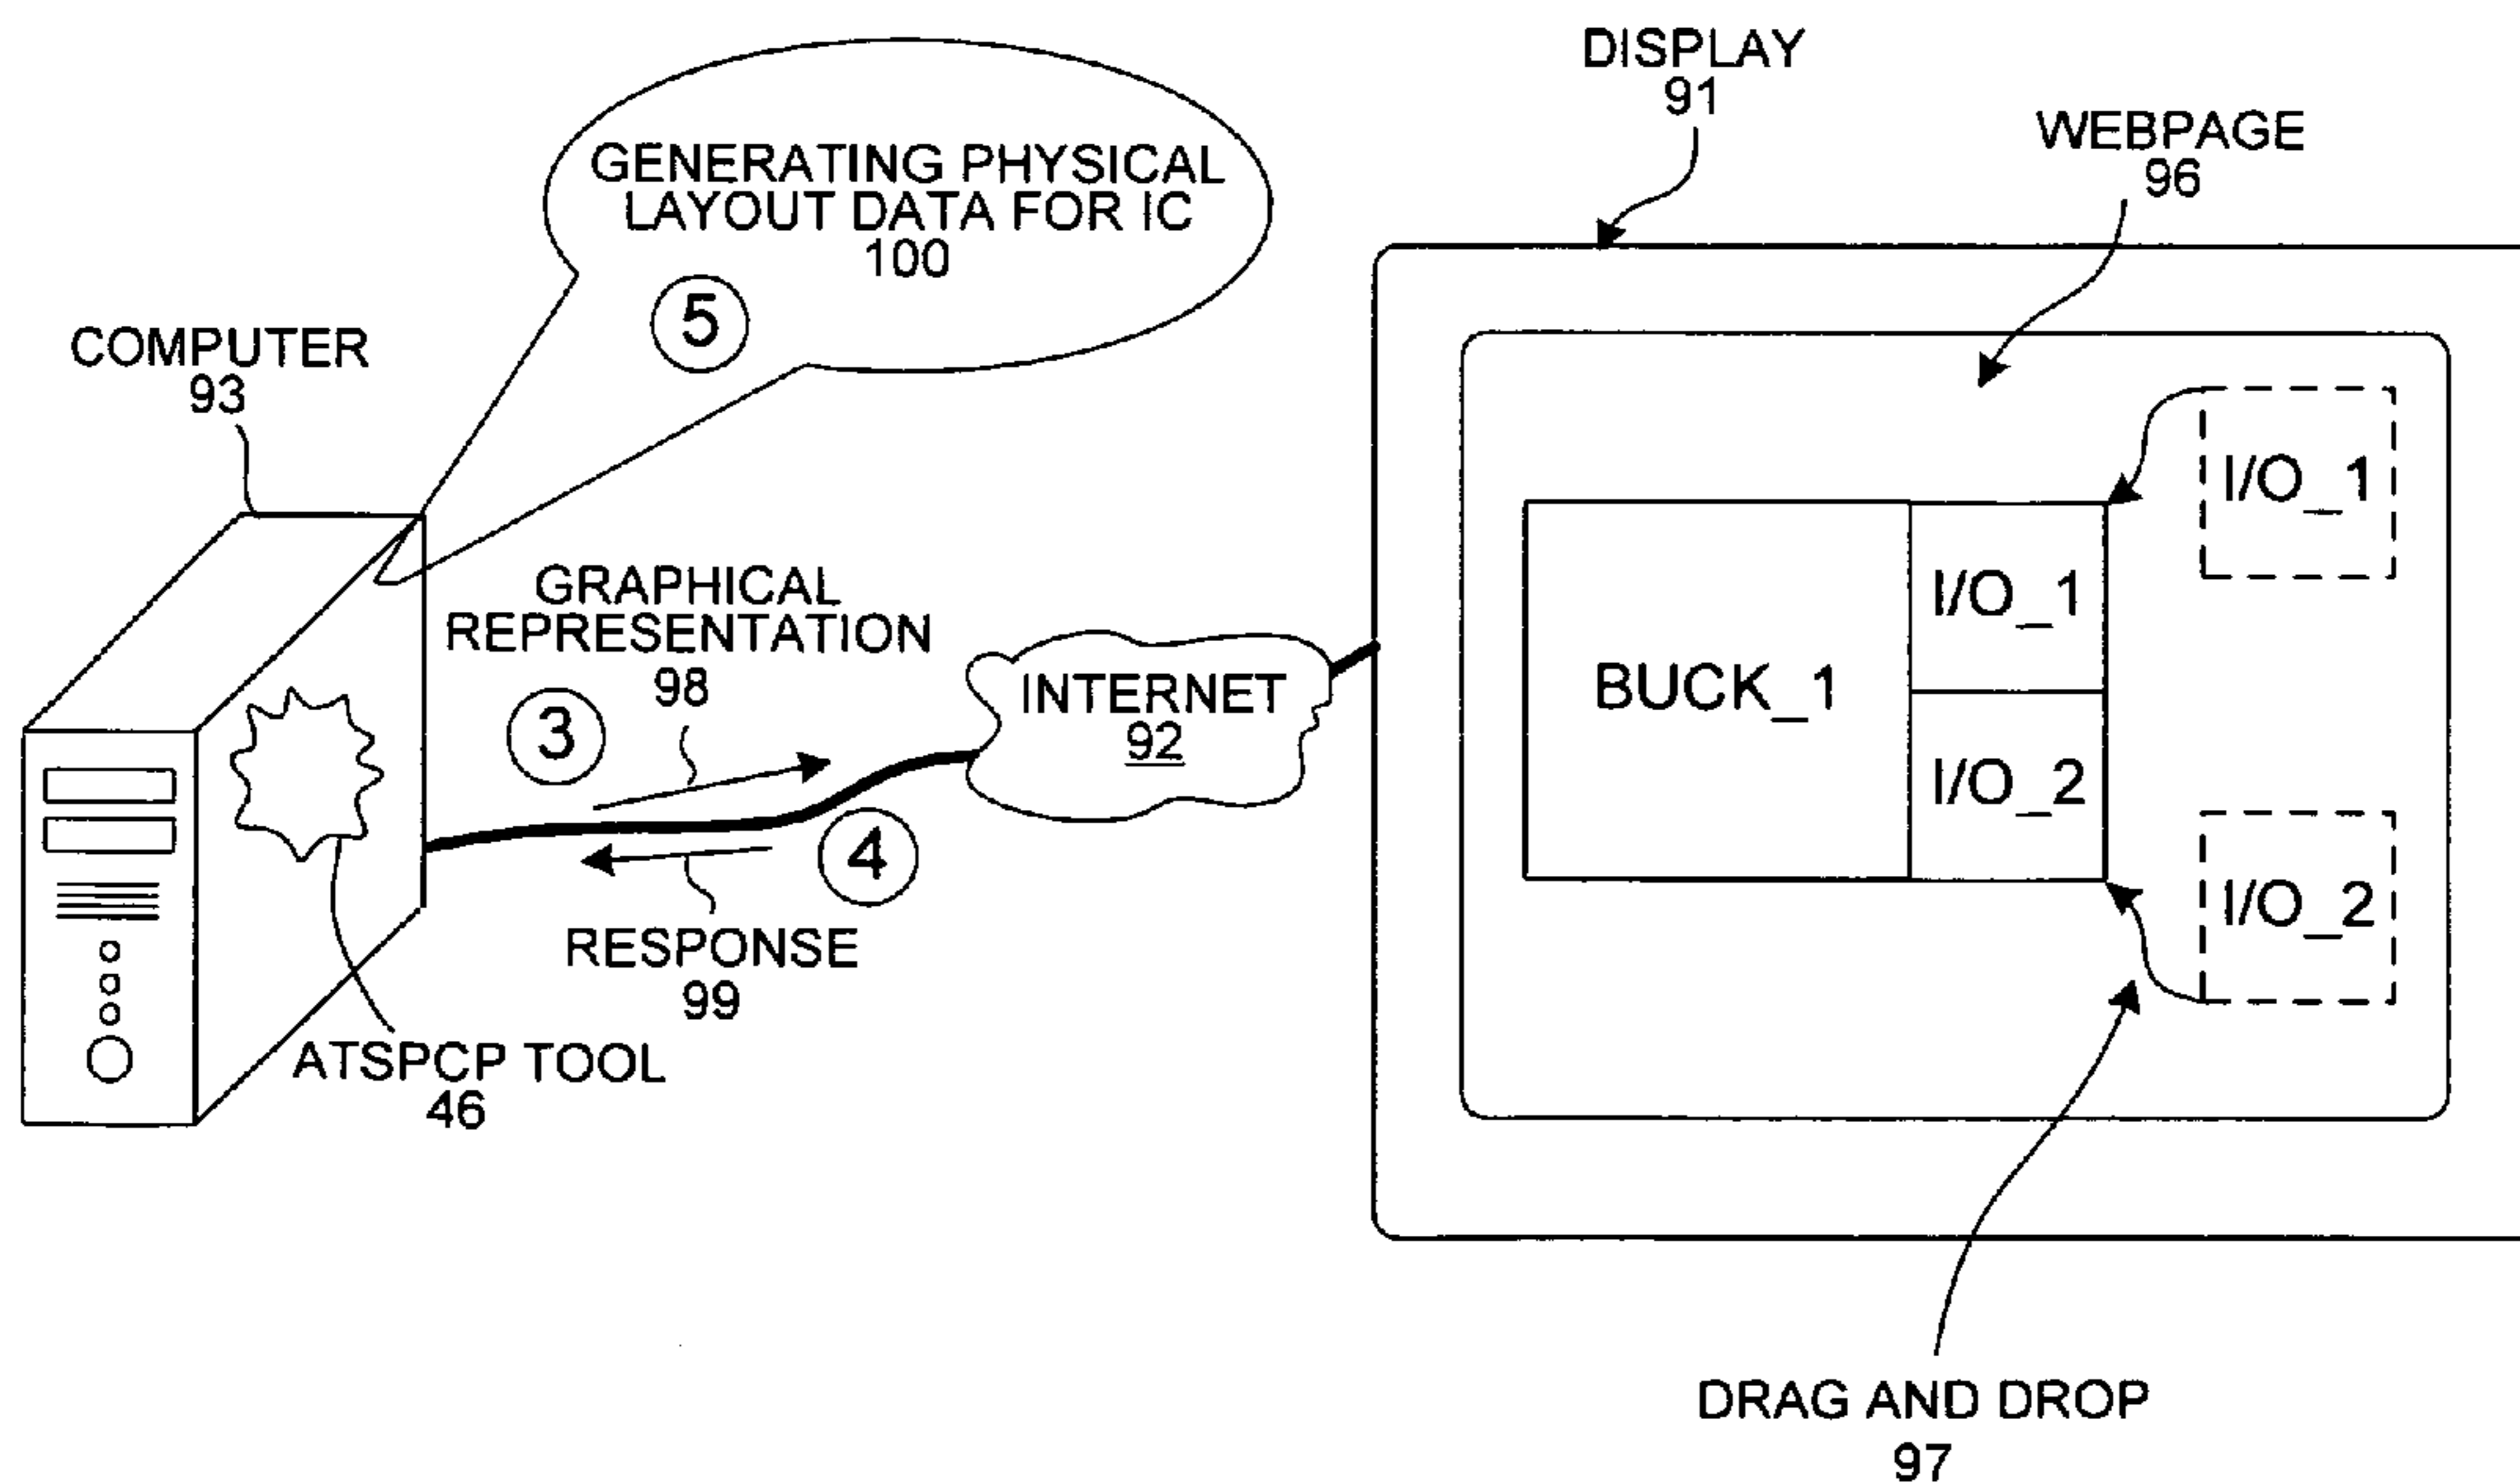 DISPLAY
91
WEBPAGE
96
GENERATING PHYSICAL
LAYOUT DATA FOR IC
100
5
COMPUTER
93
GRAPHICAL
REPRESENTATION
98
3
INTERNET
92
4
RESPONSE
99
ATSPCP TOOL
46
I/O_1
I/O_1
BUCK_1
I/O_2
I/O_2
DRAG AND DROP
97